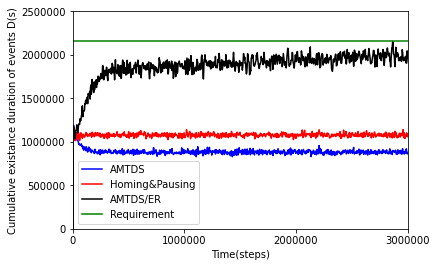 2500000
2000000
1500000
1000000
500000
0
Cumulative existance duration of events D(s)
AMTDS
Homing&Pausing
AMTDS/ER
Requirement
0
1000000
2000000
3000000
Time(steps)